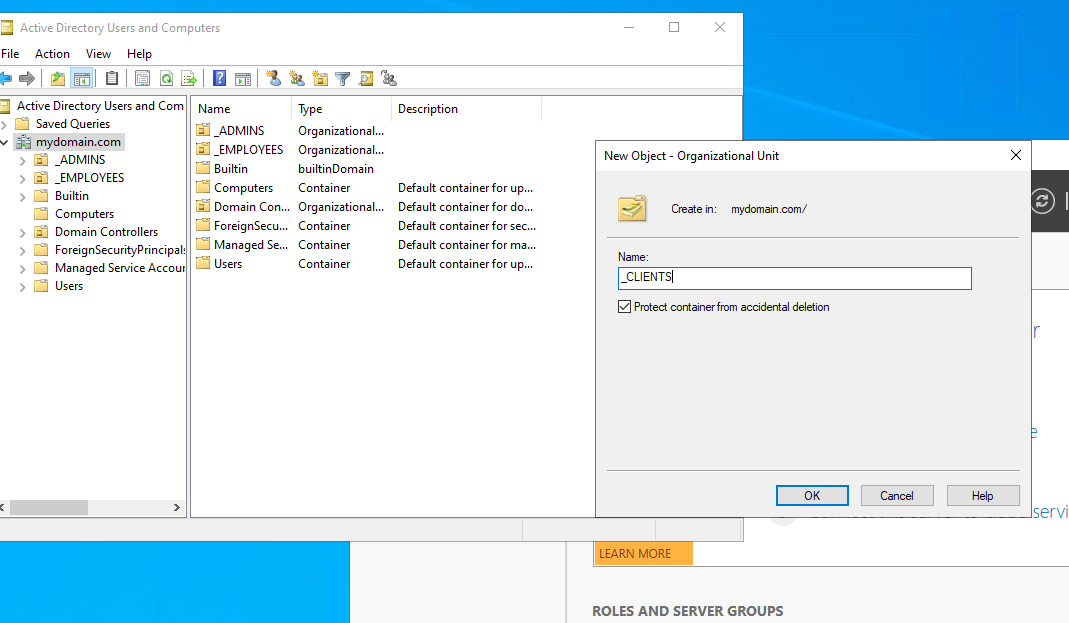 Active Directory Users and Computers
File Action View Help
Active Directory Users and Com
Saved Queries
mydomain.com
_ADMINS
_EMPLOYEES
Builtin
Computers
Domain Controllers
ForeignSecurityPrincipals
Managed Service Accour
Users
Name Type Description
_ADMINS Organizational...
_EMPLOYEES Organizational...
Builtin builtinDomain
Computers Container Default container for up...
Domain Con... Organizational... Default container for do...
ForeignSecu... Container Default container for sec...
Managed Se... Container Default container for ma...
Users Container Default container for up...
New Object - Organizational Unit
Create in: mydomain.com/
Name:
_CLIENTS
Protect container from accidental deletion
OK Cancel Help
LEARN MORE
ROLES AND SERVER GROUPS